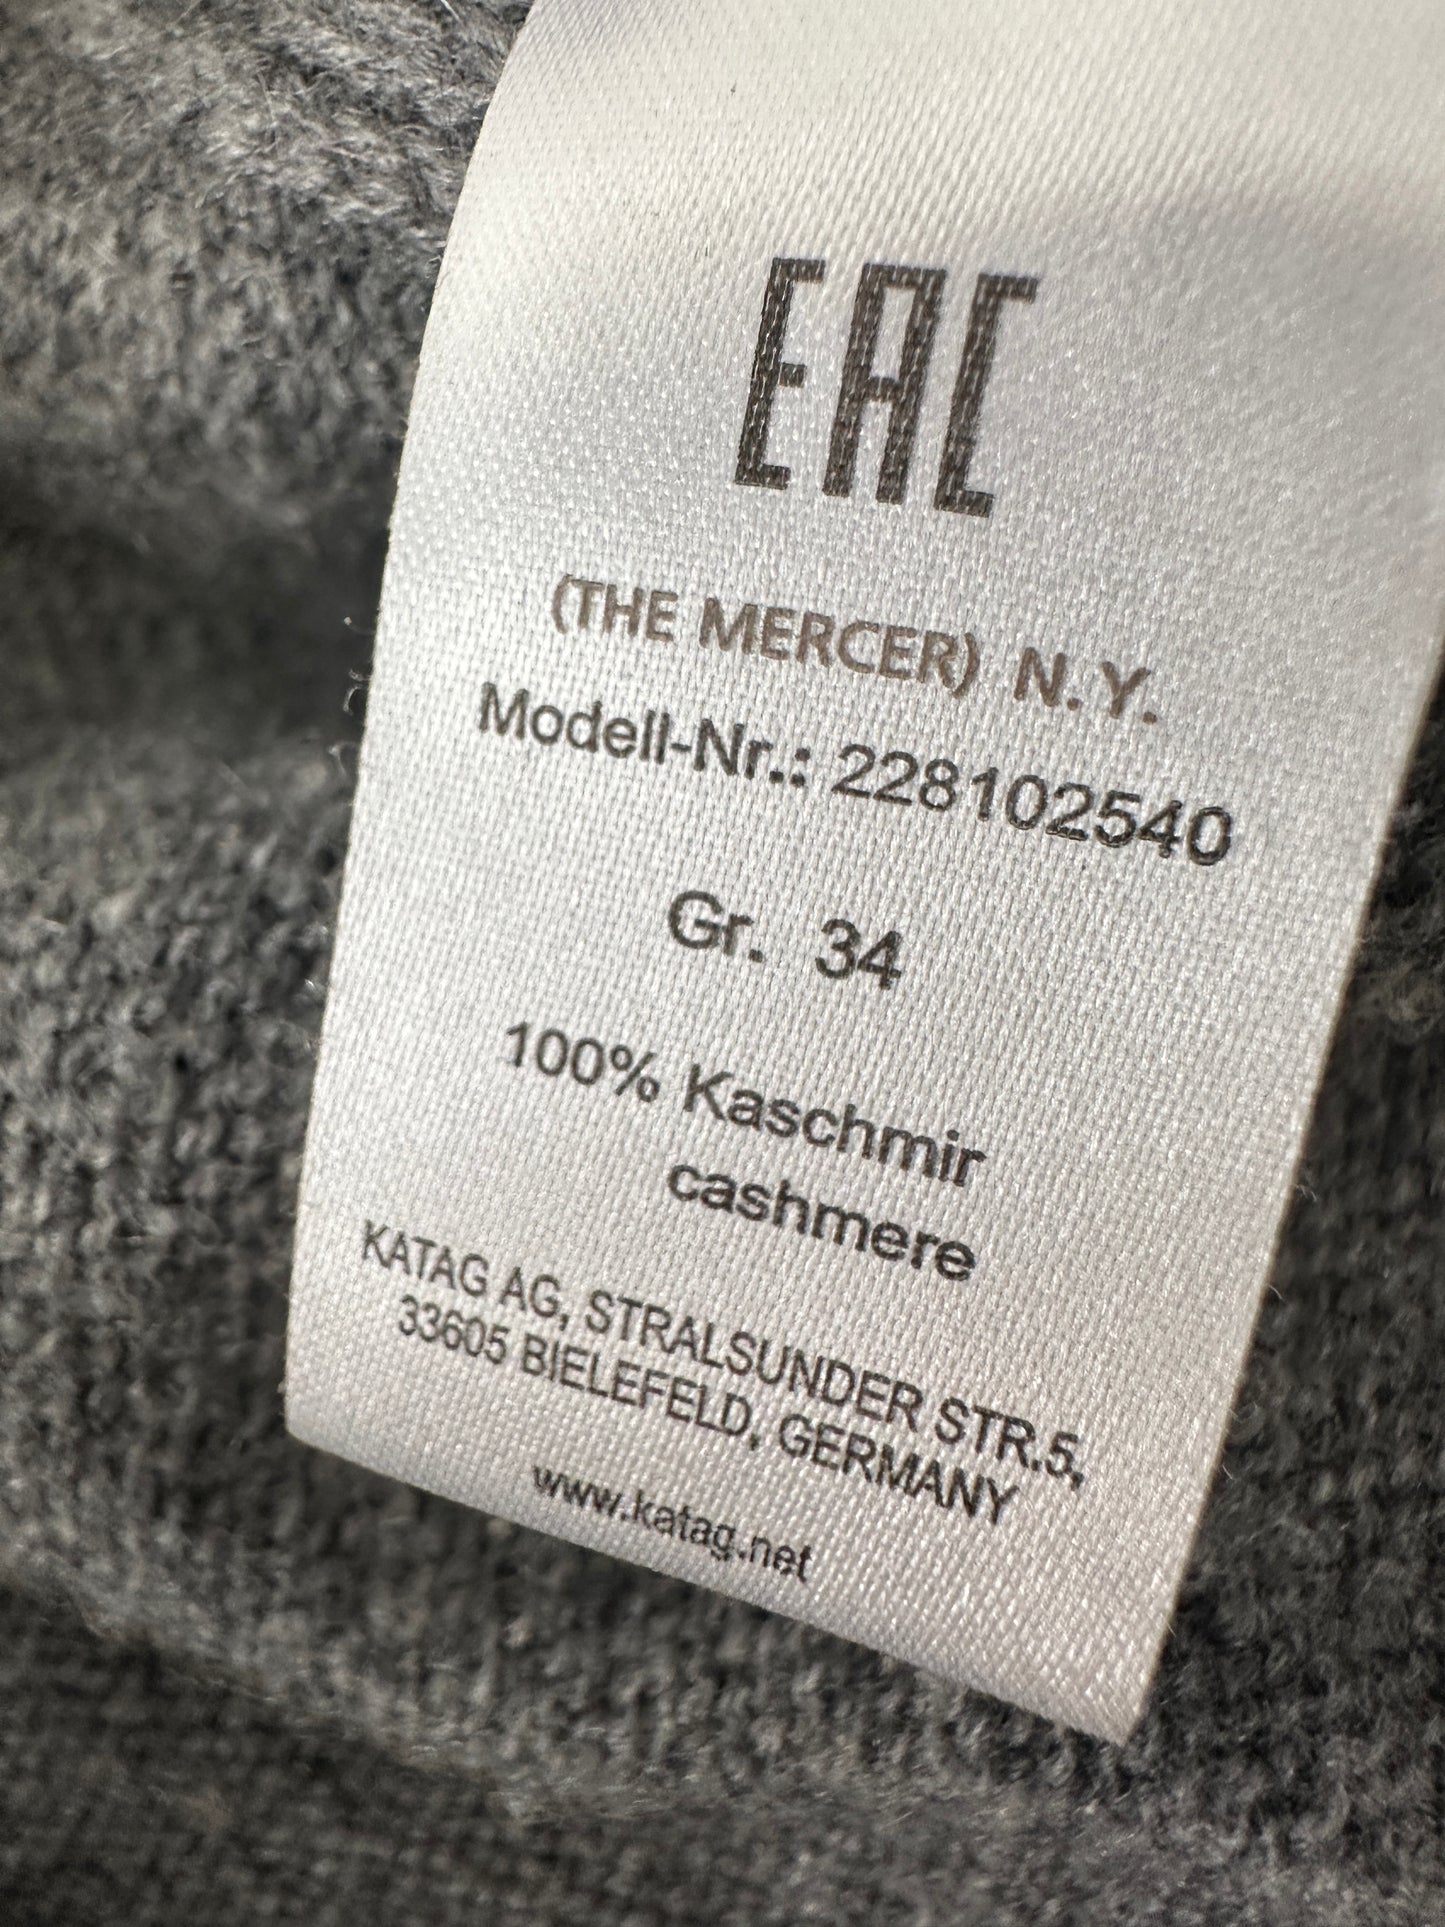 EAC
(THE MERCER) N.Y.
Modell-Nr.: 228102540
Gr. 34
100% Kaschmir
cashmere
KATAG AG, STRALSUNDER STR.5,
33605 BIELEFELD, GERMANY
www.katag.net